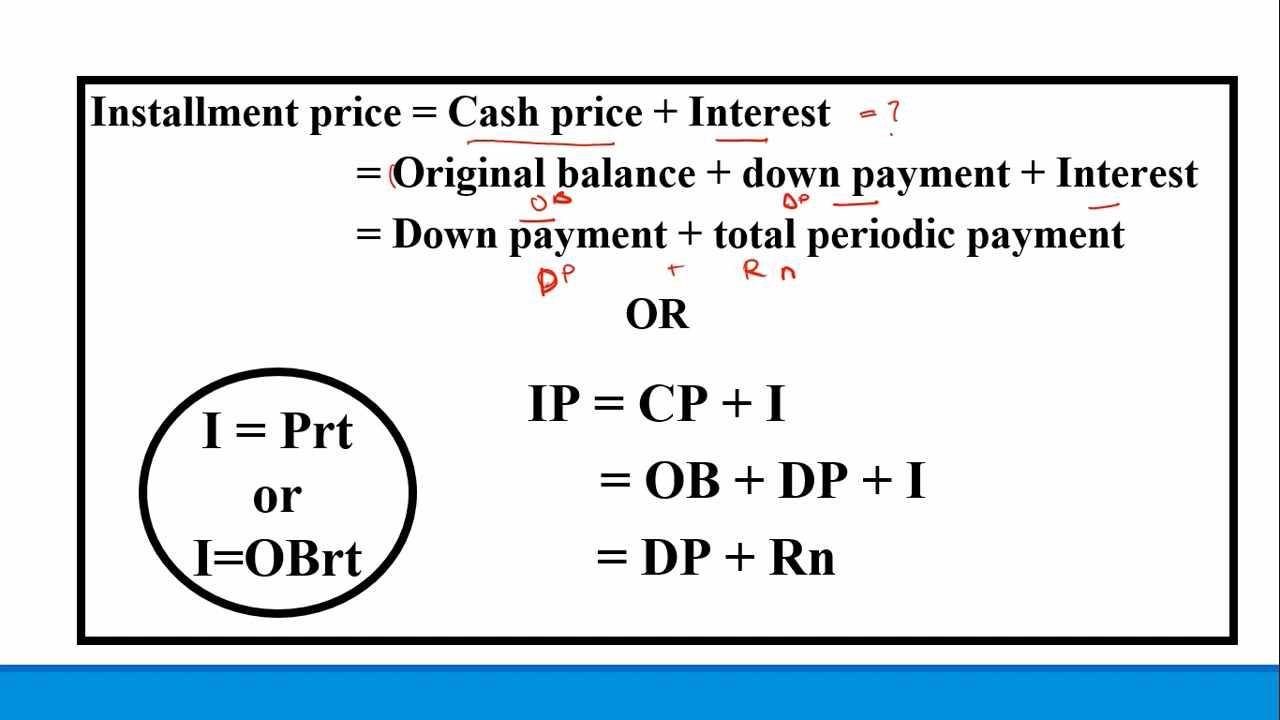 Installment price = Cash price + Interest = ?
= (Original balance + down payment + Interest
OB DP
= Down payment + total periodic payment
DP + R n
OR
IP = CP + I
= OB + DP + I
= DP + Rn
I = Prt
or
I=OBrt